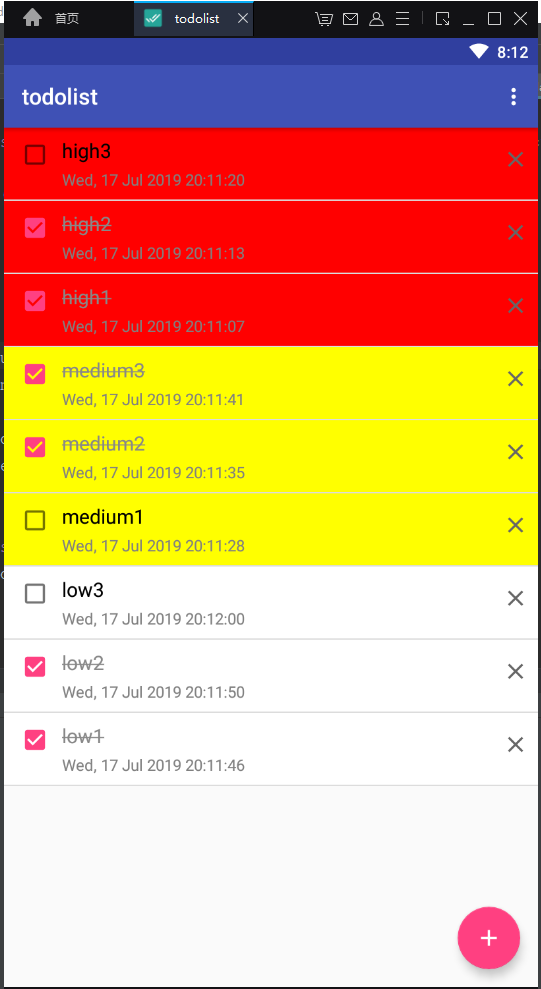 首页
todolist
8:12
todolist
high3
Wed, 17 Jul 2019 20:11:20
high2
Wed, 17 Jul 2019 20:11:13
high1
Wed, 17 Jul 2019 20:11:07
medium3
Wed, 17 Jul 2019 20:11:41
medium2
Wed, 17 Jul 2019 20:11:35
medium1
Wed, 17 Jul 2019 20:11:28
low3
Wed, 17 Jul 2019 20:12:00
low2
Wed, 17 Jul 2019 20:11:50
low1
Wed, 17 Jul 2019 20:11:46